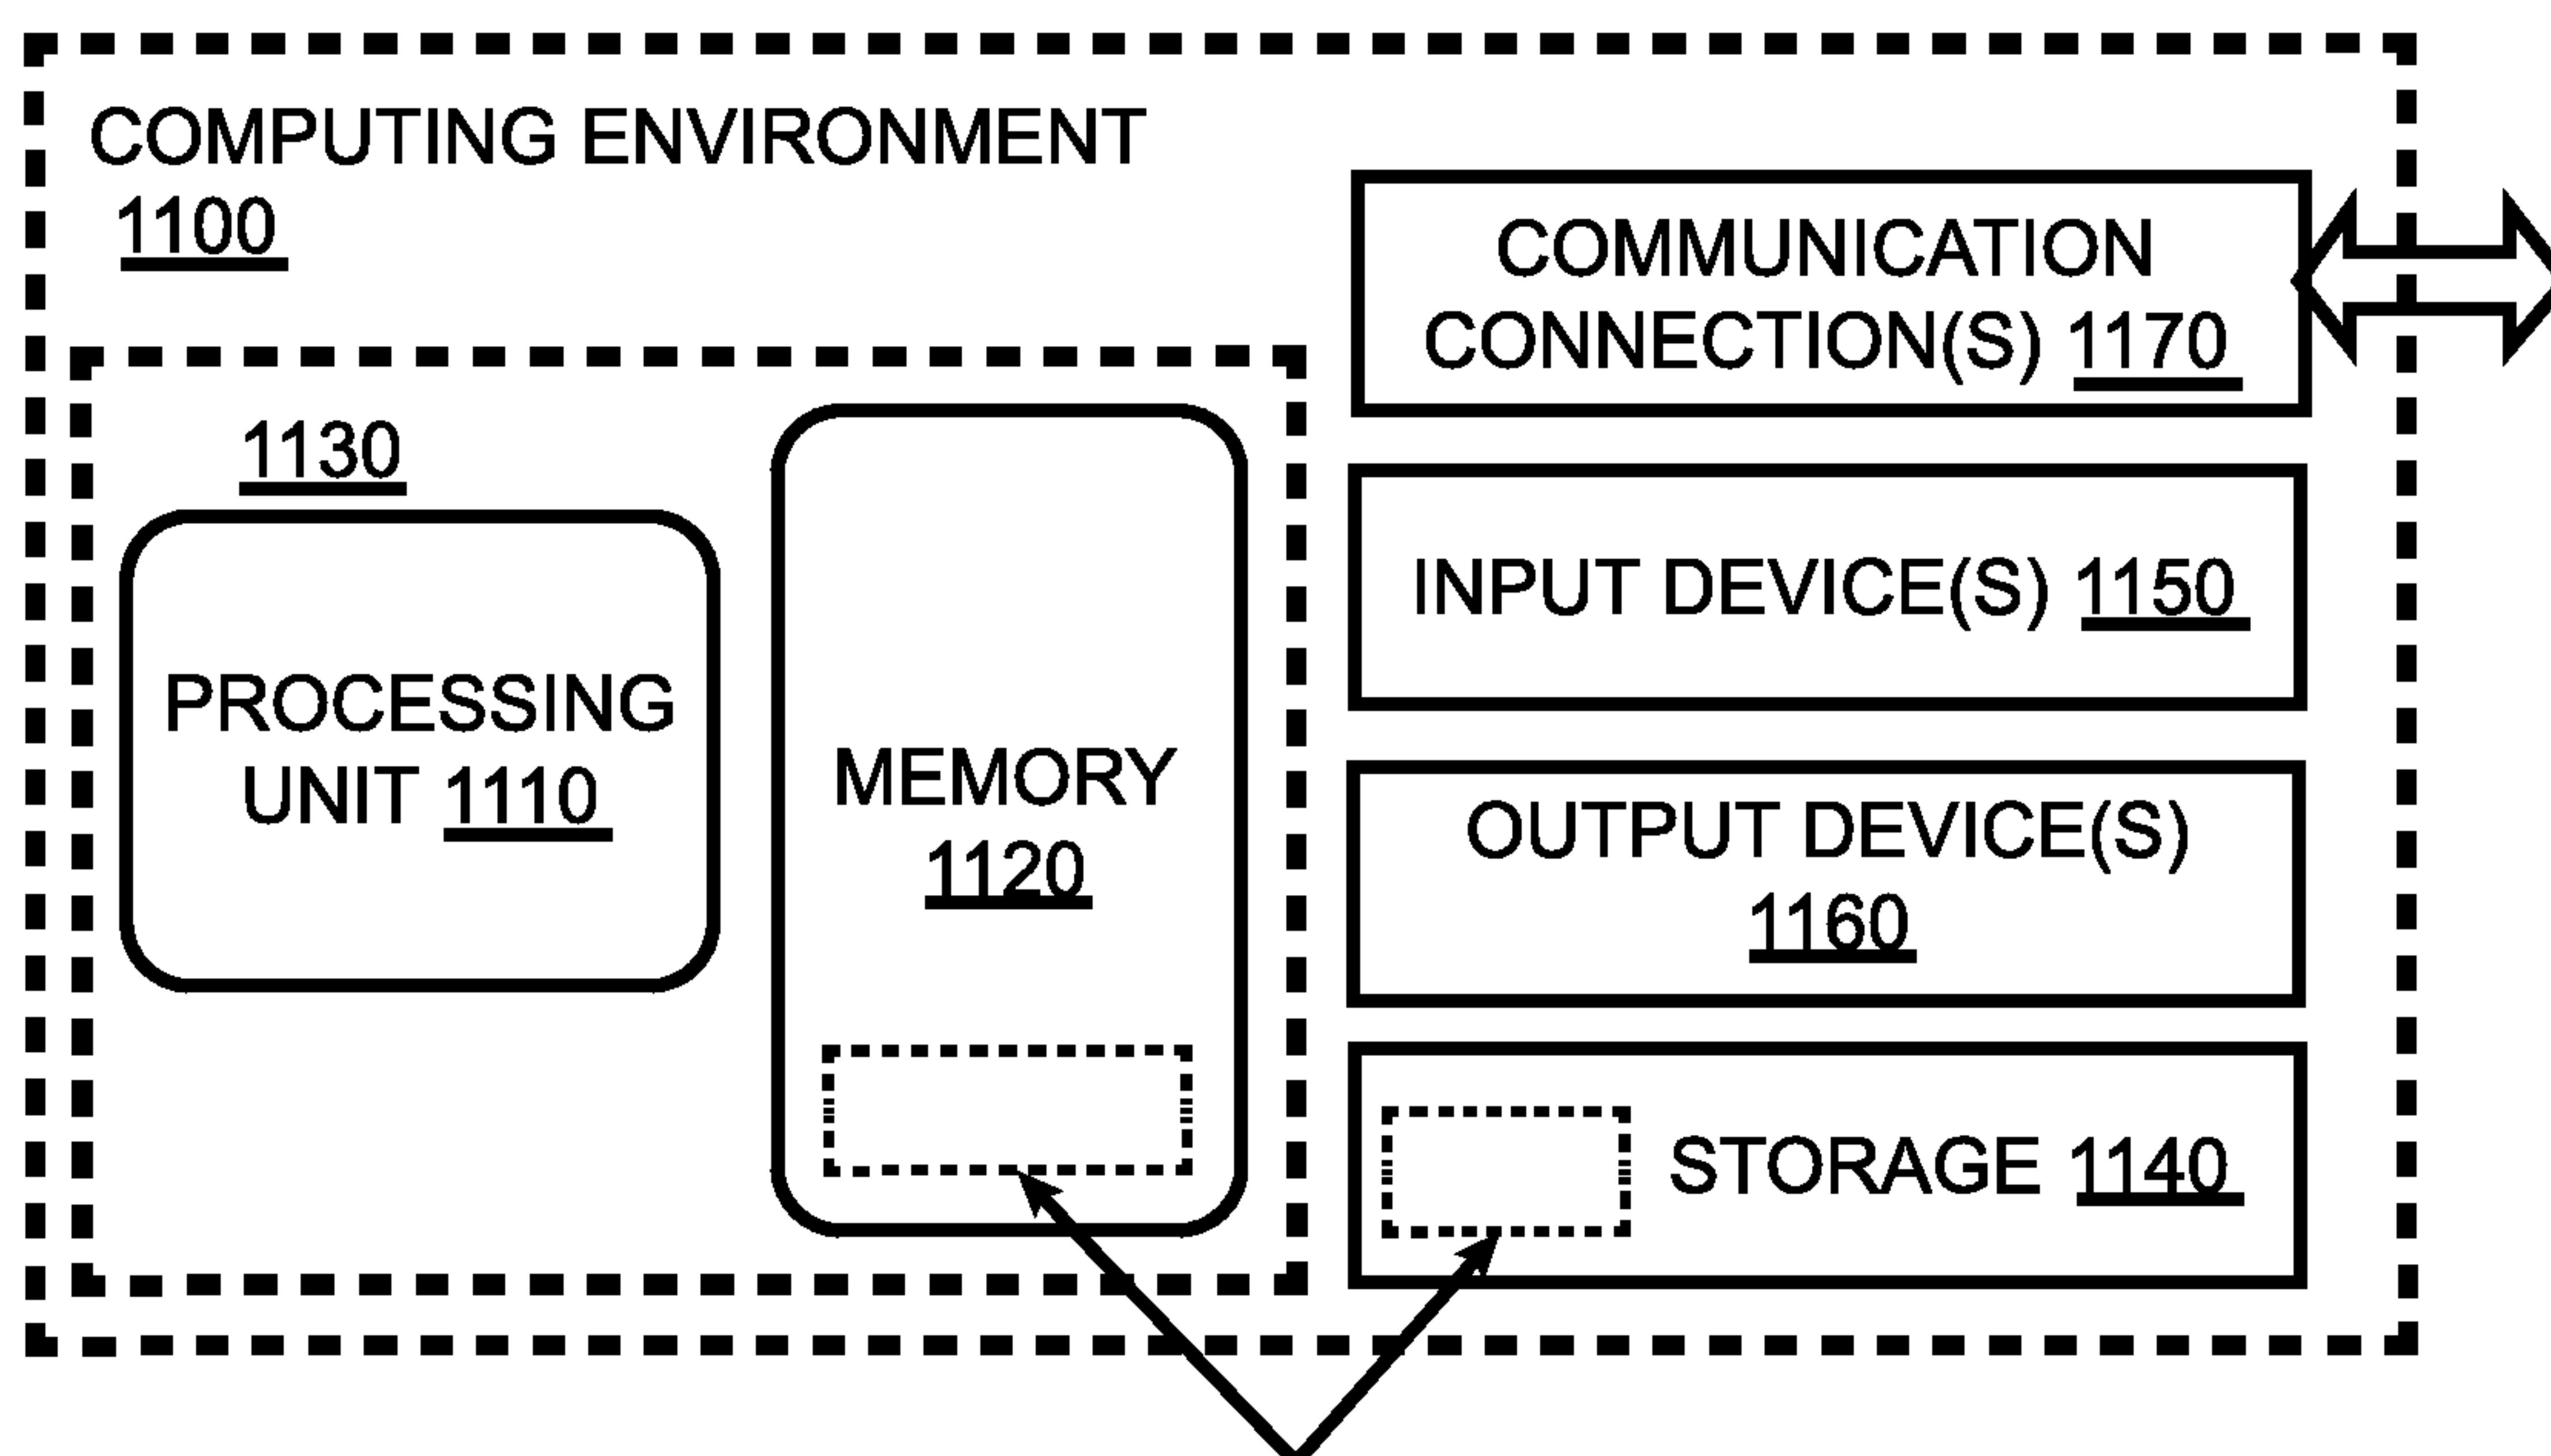 COMPUTING ENVIRONMENT
1100
COMMUNICATION
CONNECTION(S) 1170
1130
INPUT DEVICE(S) 1150
PROCESSING
UNIT 1110
MEMORY
1120
OUTPUT DEVICE(S)
1160
STORAGE 1140